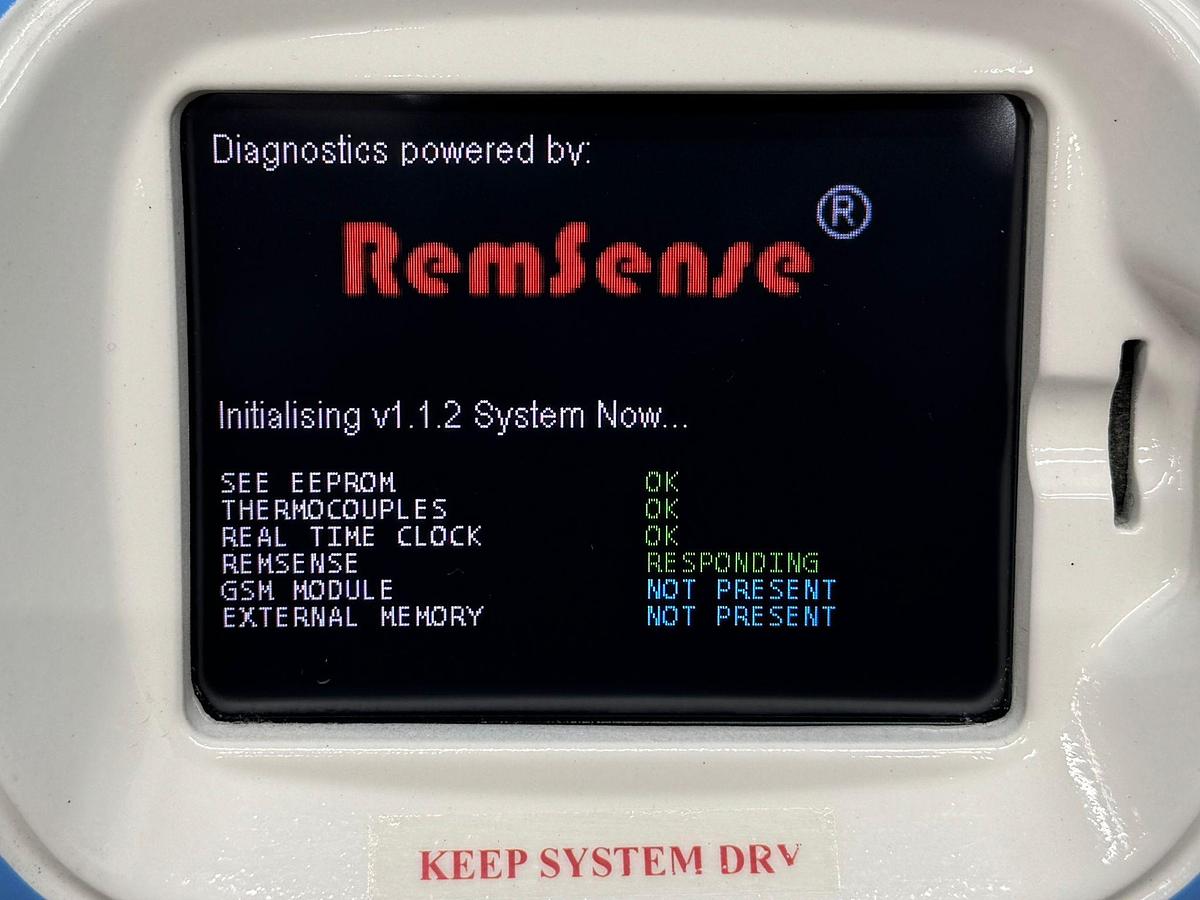 Diagnostics powered by:
RemSense®
Initialising v1.1.2 System Now...
SEE EEPROM OK
THERMOCOUPLES OK
REAL TIME CLOCK OK
REMSENSE RESPONDING
GSM MODULE NOT PRESENT
EXTERNAL MEMORY NOT PRESENT
KEEP SYSTEM DRY